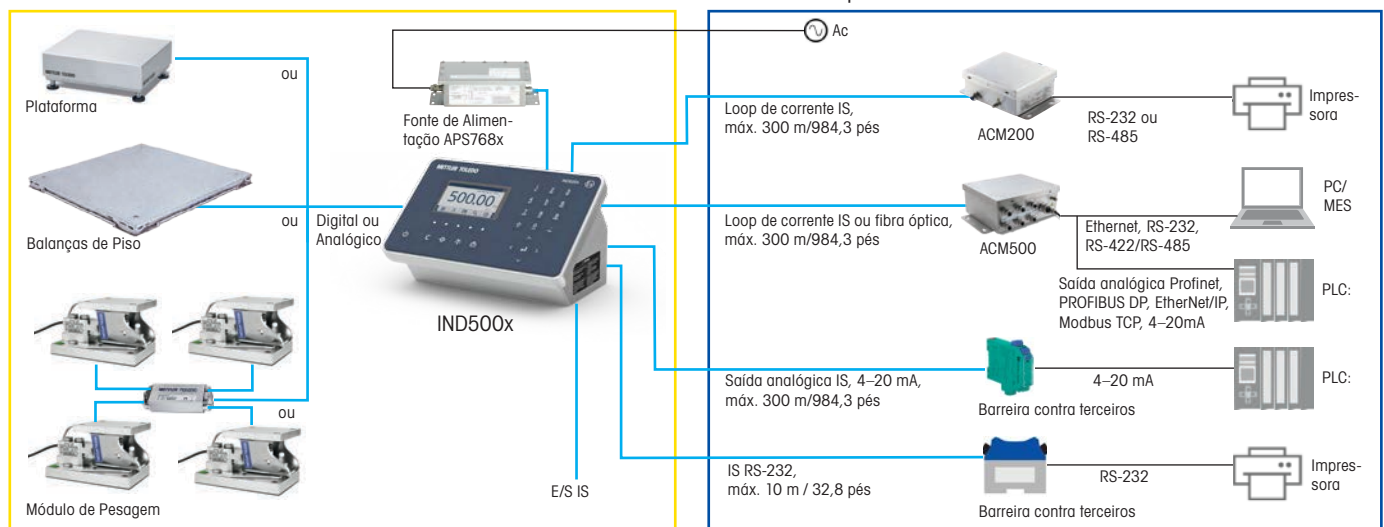 Ac
Plataforma
ou
Fonte de Alimen-
tação APS768x
Loop de corrente IS,
máx. 300 m/984,3 pés
ACM200
RS-232 ou
RS-485
Impres-
sora
METTLER TOLEDO
500.00
Balanças de Piso
ou
Digital ou
Analógico
Loop de corrente IS ou fibra óptica,
máx. 300 m/984,3 pés
ACM500
Ethernet, RS-232,
RS-422/RS-485
PC/
MES
Saída analógica Profinet,
PROFIBUS DP, EtherNet/IP,
Modbus TCP, 4–20mA
PLC:
IND500x
METTLER TOLEDO
ou
Saída analógica IS, 4–20 mA,
máx. 300 m/984,3 pés
4–20 mA
PLC:
Barreira contra terceiros
Módulo de Pesagem
E/S IS
IS RS-232,
máx. 10 m / 32,8 pés
RS-232
Impres-
sora
Barreira contra terceiros